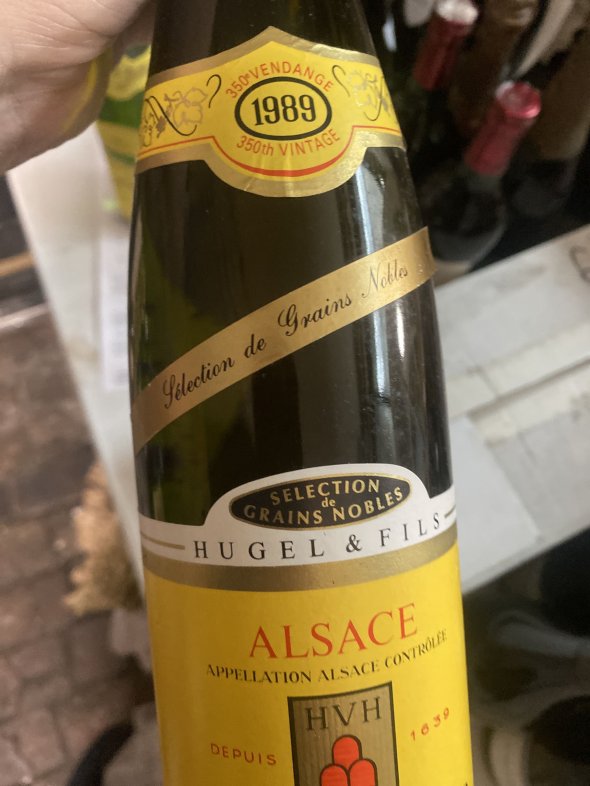 350e VENDANGE
1989
350th VINTAGE
Sélection de Grains Nobles
SELECTION
de
GRAINS NOBLES
HUGEL & FILS
ALSACE
APPELLATION ALSACE CONTRÔLÉE
HVH
DEPUIS 1639